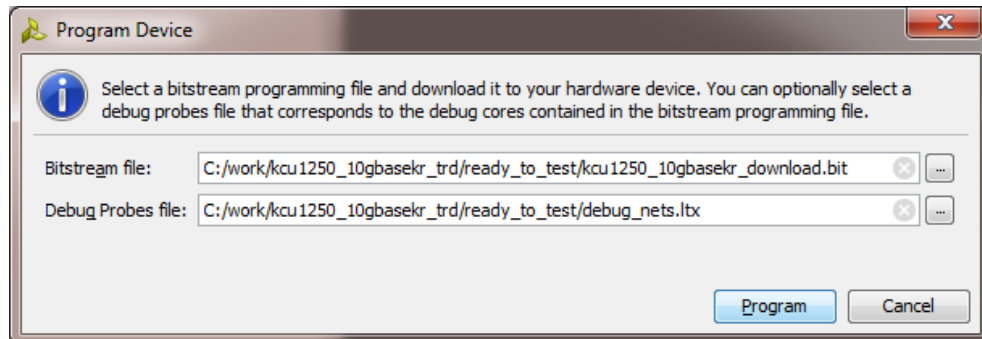 Program Device
Select a bitstream programming file and download it to your hardware device. You can optionally select a
debug probes file that corresponds to the debug cores contained in the bitstream programming file.
Bitstream file: C:/work/kcu1250_10gbasekr_trd/ready_to_test/kcu1250_10gbasekr_download.bit ...
Debug Probes file: C:/work/kcu1250_10gbasekr_trd/ready_to_test/debug_nets.ltx ...
Program Cancel